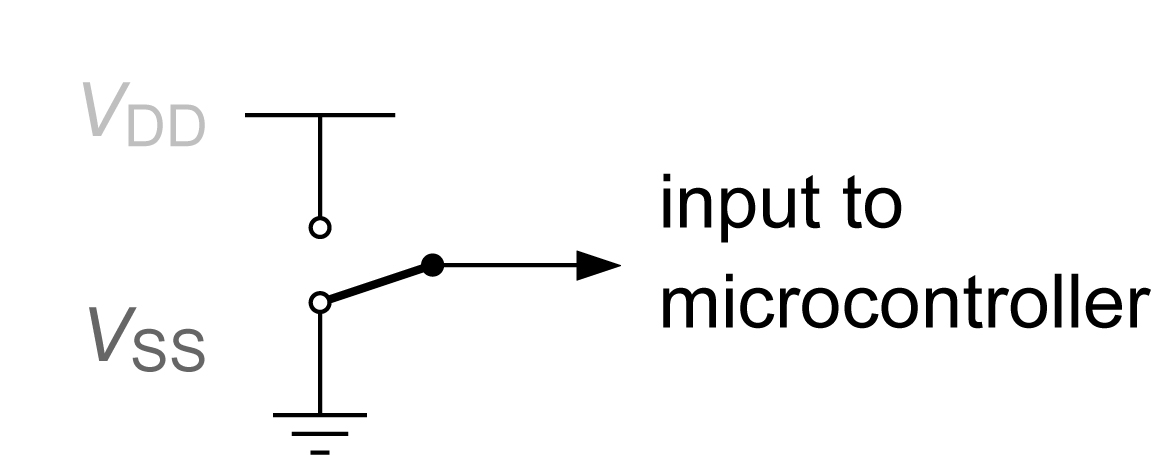 VDD
input to
microcontroller
VSS